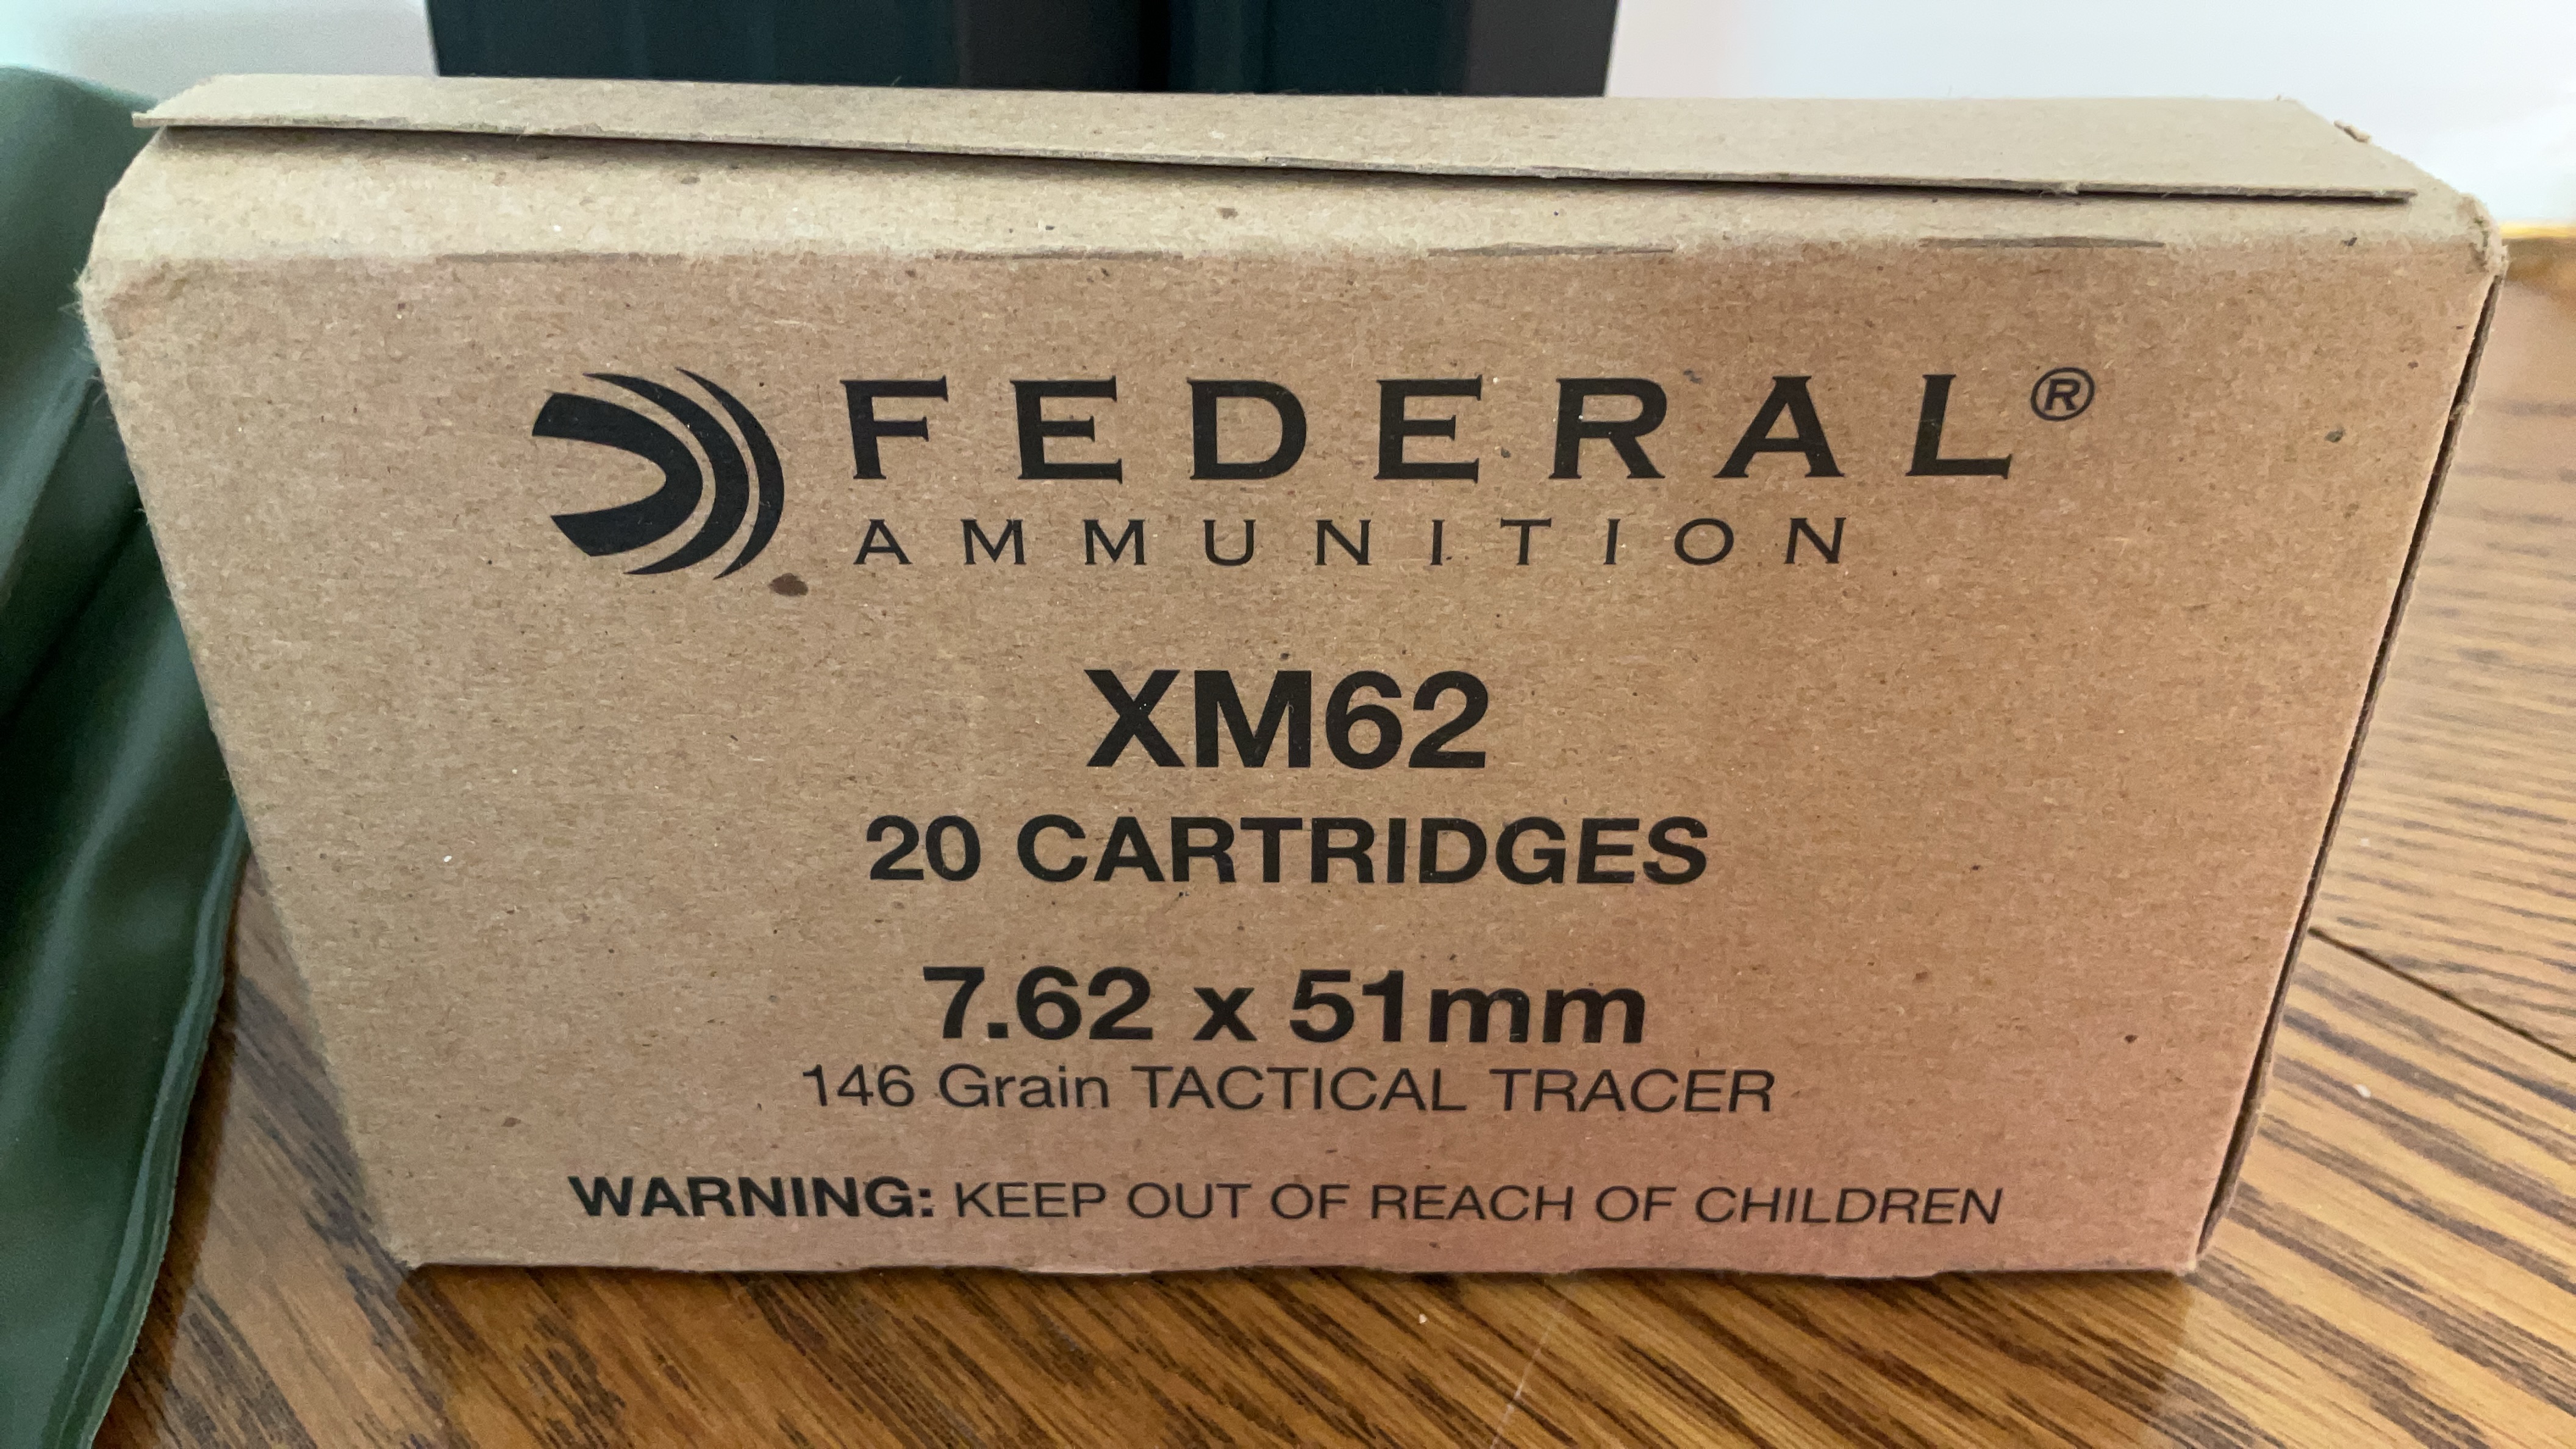 FEDERAL®
AMMUNITION
XM62
20 CARTRIDGES
7.62 x 51mm
146 Grain TACTICAL TRACER
WARNING: KEEP OUT OF REACH OF CHILDREN